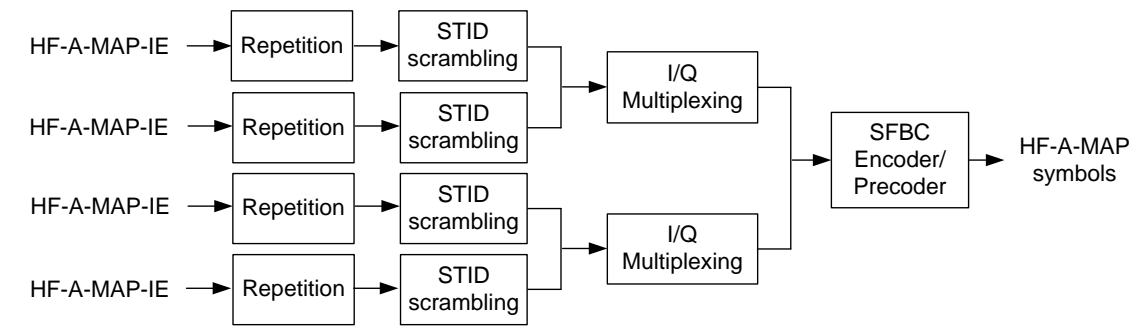 HF-A-MAP-IE
Repetition
STID
scrambling
HF-A-MAP-IE
Repetition
STID
scrambling
I/Q
Multiplexing
HF-A-MAP-IE
Repetition
STID
scrambling
HF-A-MAP-IE
Repetition
STID
scrambling
I/Q
Multiplexing
SFBC
Encoder/
Precoder
HF-A-MAP
symbols